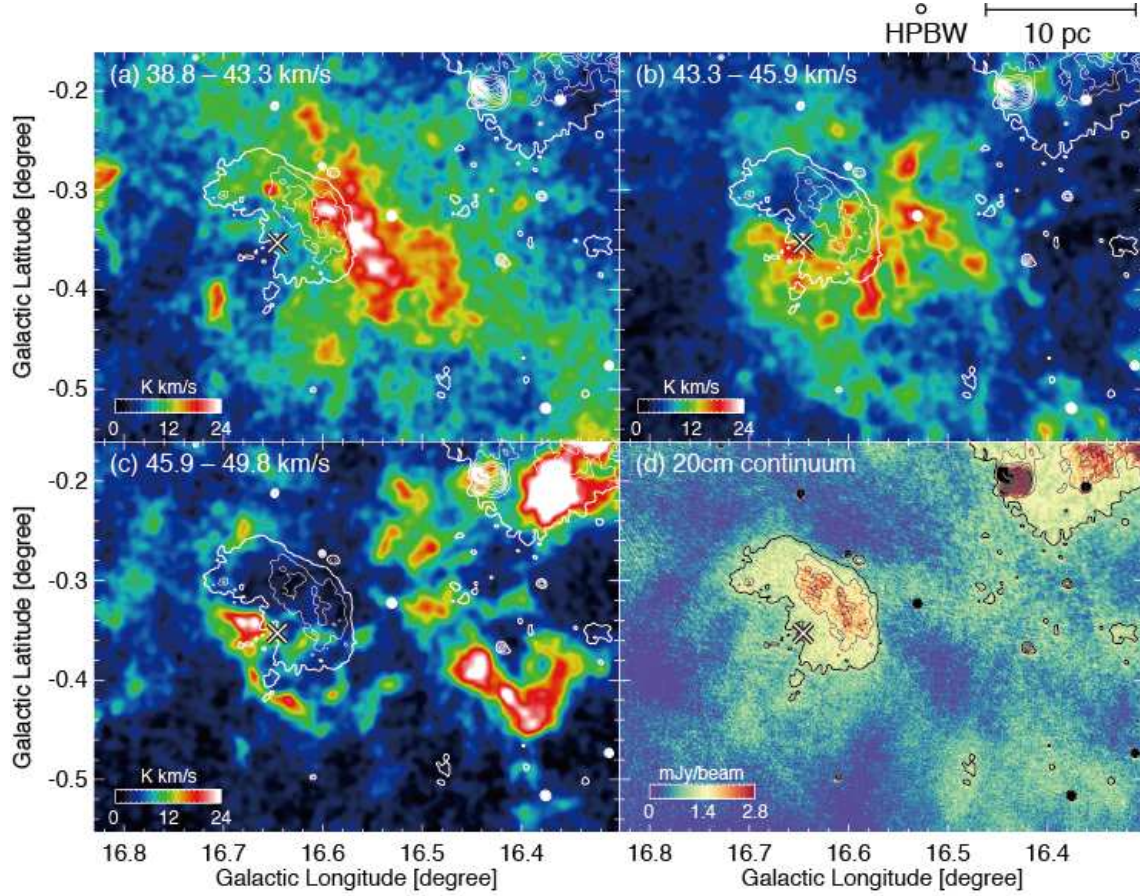 HPBW 10 pc
(a) 38.8 – 43.3 km/s
(b) 43.3 – 45.9 km/s
-0.2
-0.3
-0.4
-0.5
Galactic Latitude [degree]
K km/s
0 12 24
K km/s
0 12 24
(c) 45.9 – 49.8 km/s
(d) 20cm continuum
-0.2
-0.3
-0.4
-0.5
Galactic Latitude [degree]
K km/s
0 12 24
mJy/beam
0 1.4 2.8
16.8 16.7 16.6 16.5 16.4
16.8 16.7 16.6 16.5 16.4
Galactic Longitude [degree]
Galactic Longitude [degree]